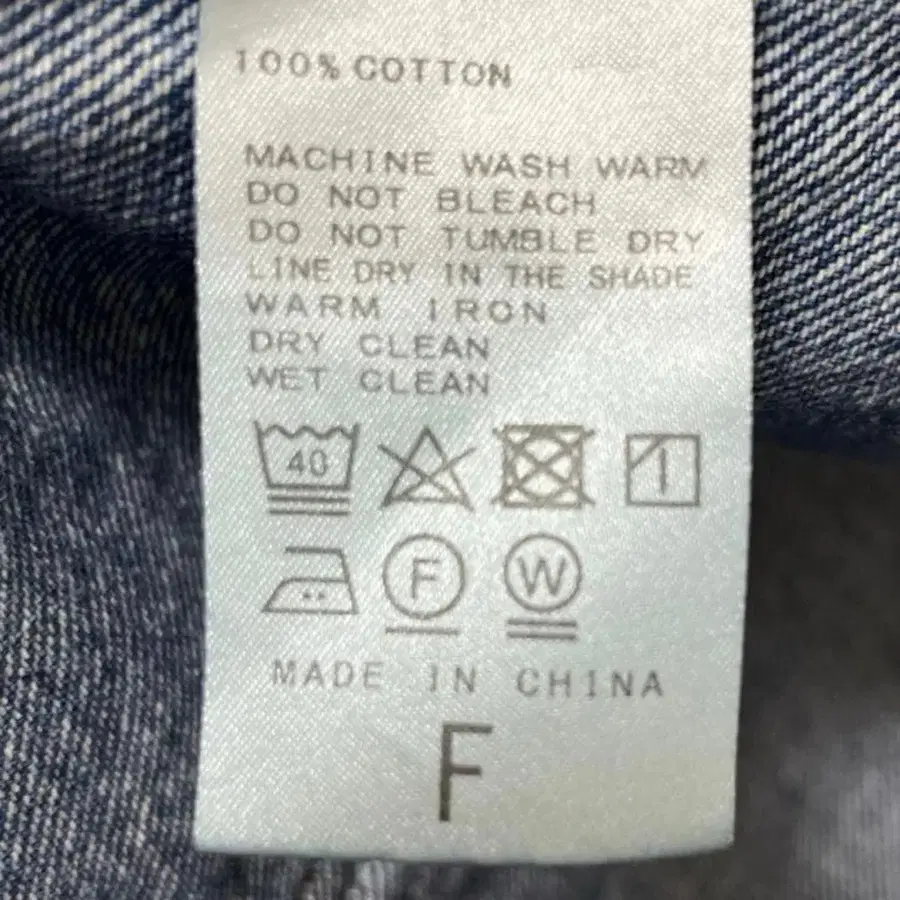 100% COTTON
MACHINE WASH WARM
DO NOT BLEACH
DO NOT TUMBLE DRY
LINE DRY IN THE SHADE
WARM IRON
DRY CLEAN
WET CLEAN
40
F W
MADE IN CHINA
F